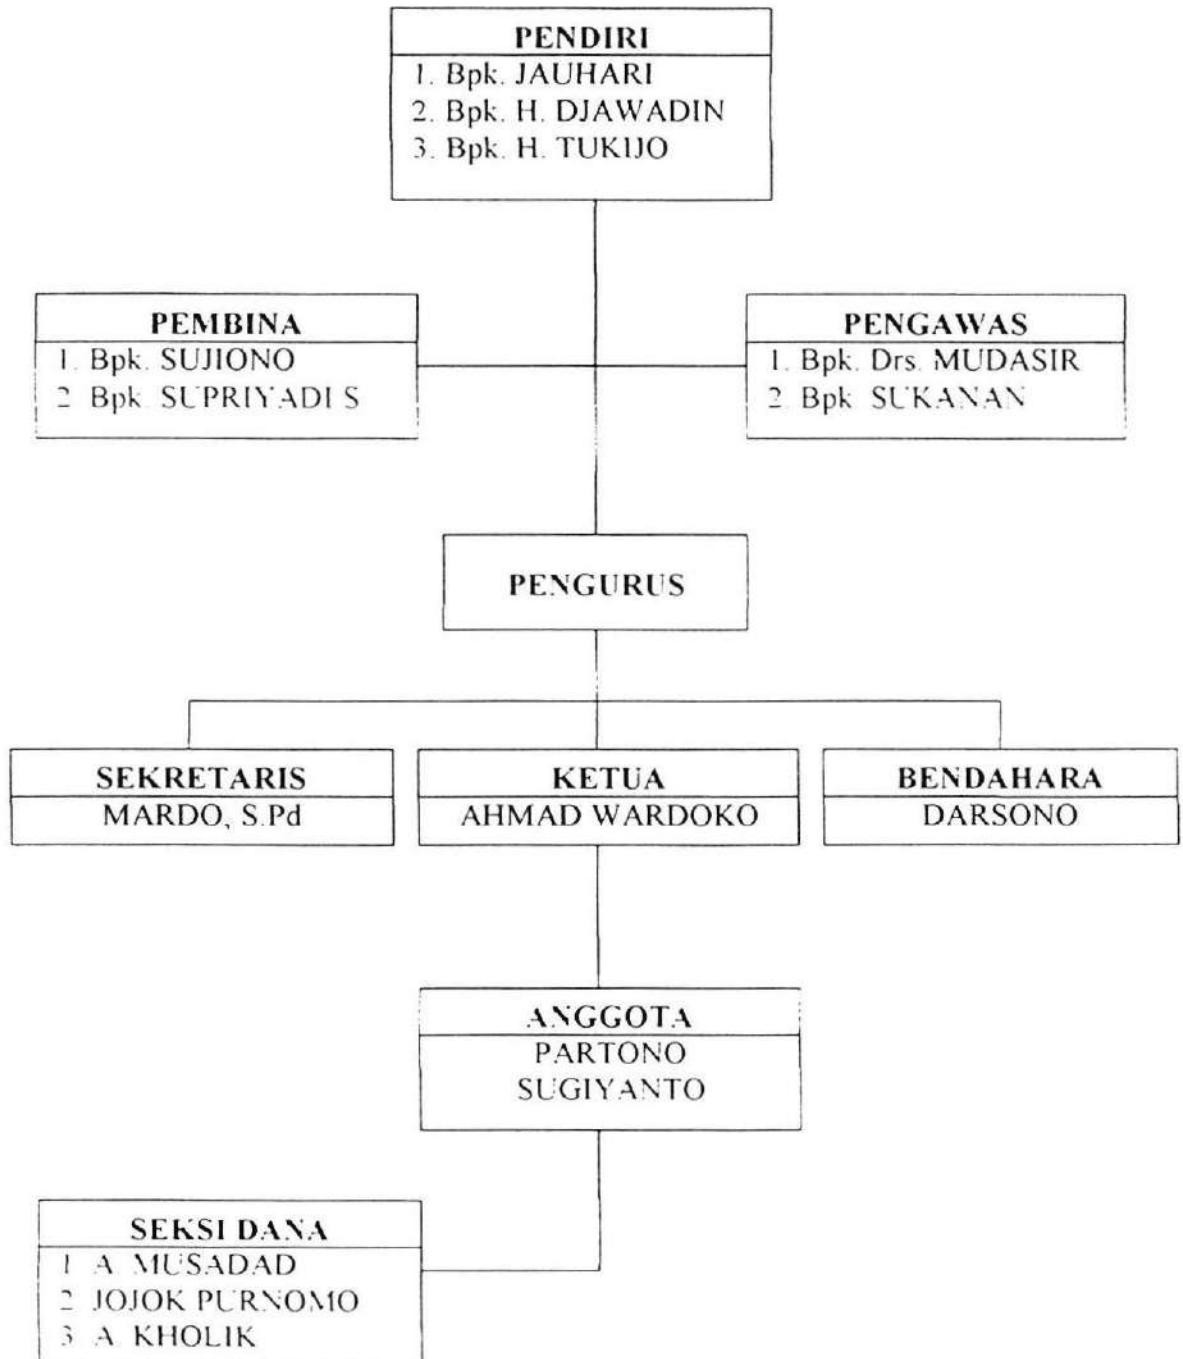 PENDIRI
1. Bpk. JAUHARI
2. Bpk. H. DJAWADIN
3. Bpk. H. TUKIJO
PEMBINA
1. Bpk. SUJIONO
2 Bpk. SUPRIYADI S
PENGAWAS
1. Bpk. Drs. MUDASIR
2. Bpk SUKANAN
PENGURUS
SEKRETARIS
MARDO, S.Pd
KETUA
AHMAD WARDOKO
BENDAHARA
DARSONO
ANGGOTA
PARTONO
SUGIYANTO
SEKSI DANA
1 A. MUSADAD
2 JOJOK PURNOMO
3 A. KHOLIK